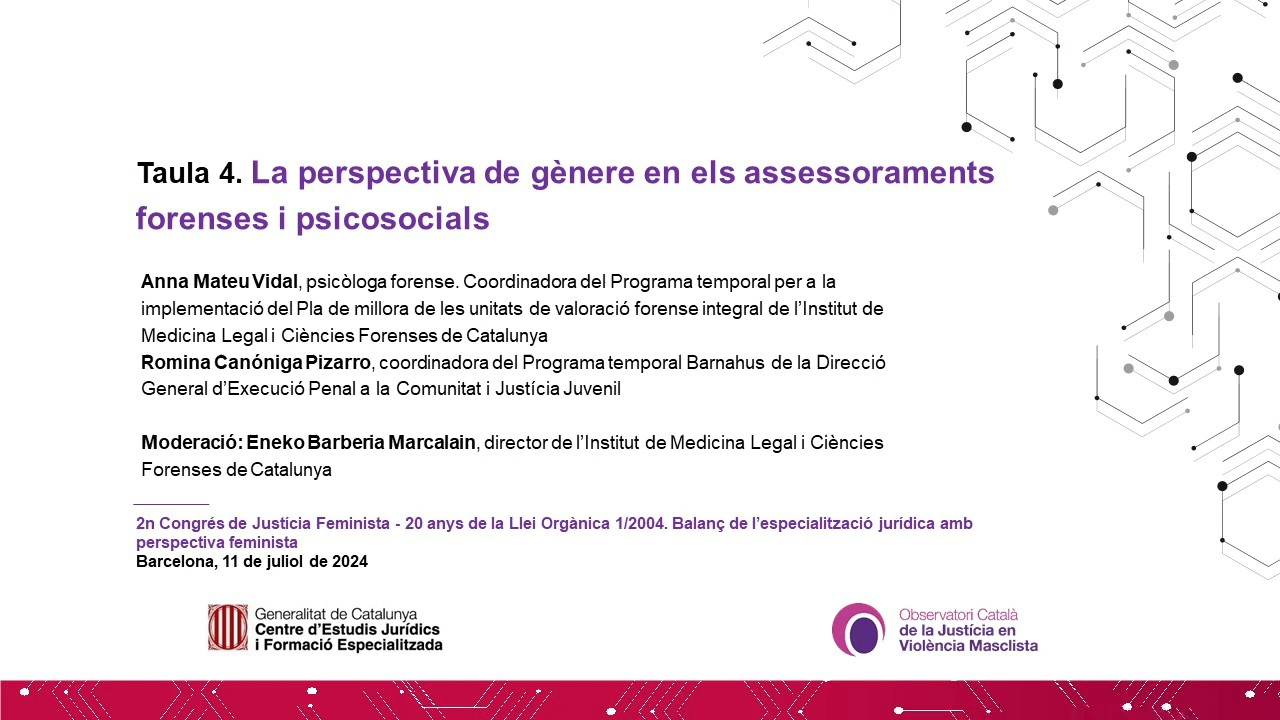 Taula 4. La perspectiva de gènere en els assessoraments
forenses i psicosocials
Anna Mateu Vidal, psicòloga forense. Coordinadora del Programa temporal per a la
implementació del Pla de millora de les unitats de valoració forense integral de l’Institut de
Medicina Legal i Ciències Forenses de Catalunya
Romina Canóniga Pizarro, coordinadora del Programa temporal Barnahus de la Direcció
General d’Execució Penal a la Comunitat i Justícia Juvenil
Moderació: Eneko Barberia Marcalain, director de l’Institut de Medicina Legal i Ciències
Forenses de Catalunya
2n Congrés de Justícia Feminista - 20 anys de la Llei Orgànica 1/2004. Balanç de l’especialització jurídica amb
perspectiva feminista
Barcelona, 11 de juliol de 2024
Generalitat de Catalunya
Centre d’Estudis Jurídics
i Formació Especialitzada
Observatori Català
de la Justícia en
Violència Masclista